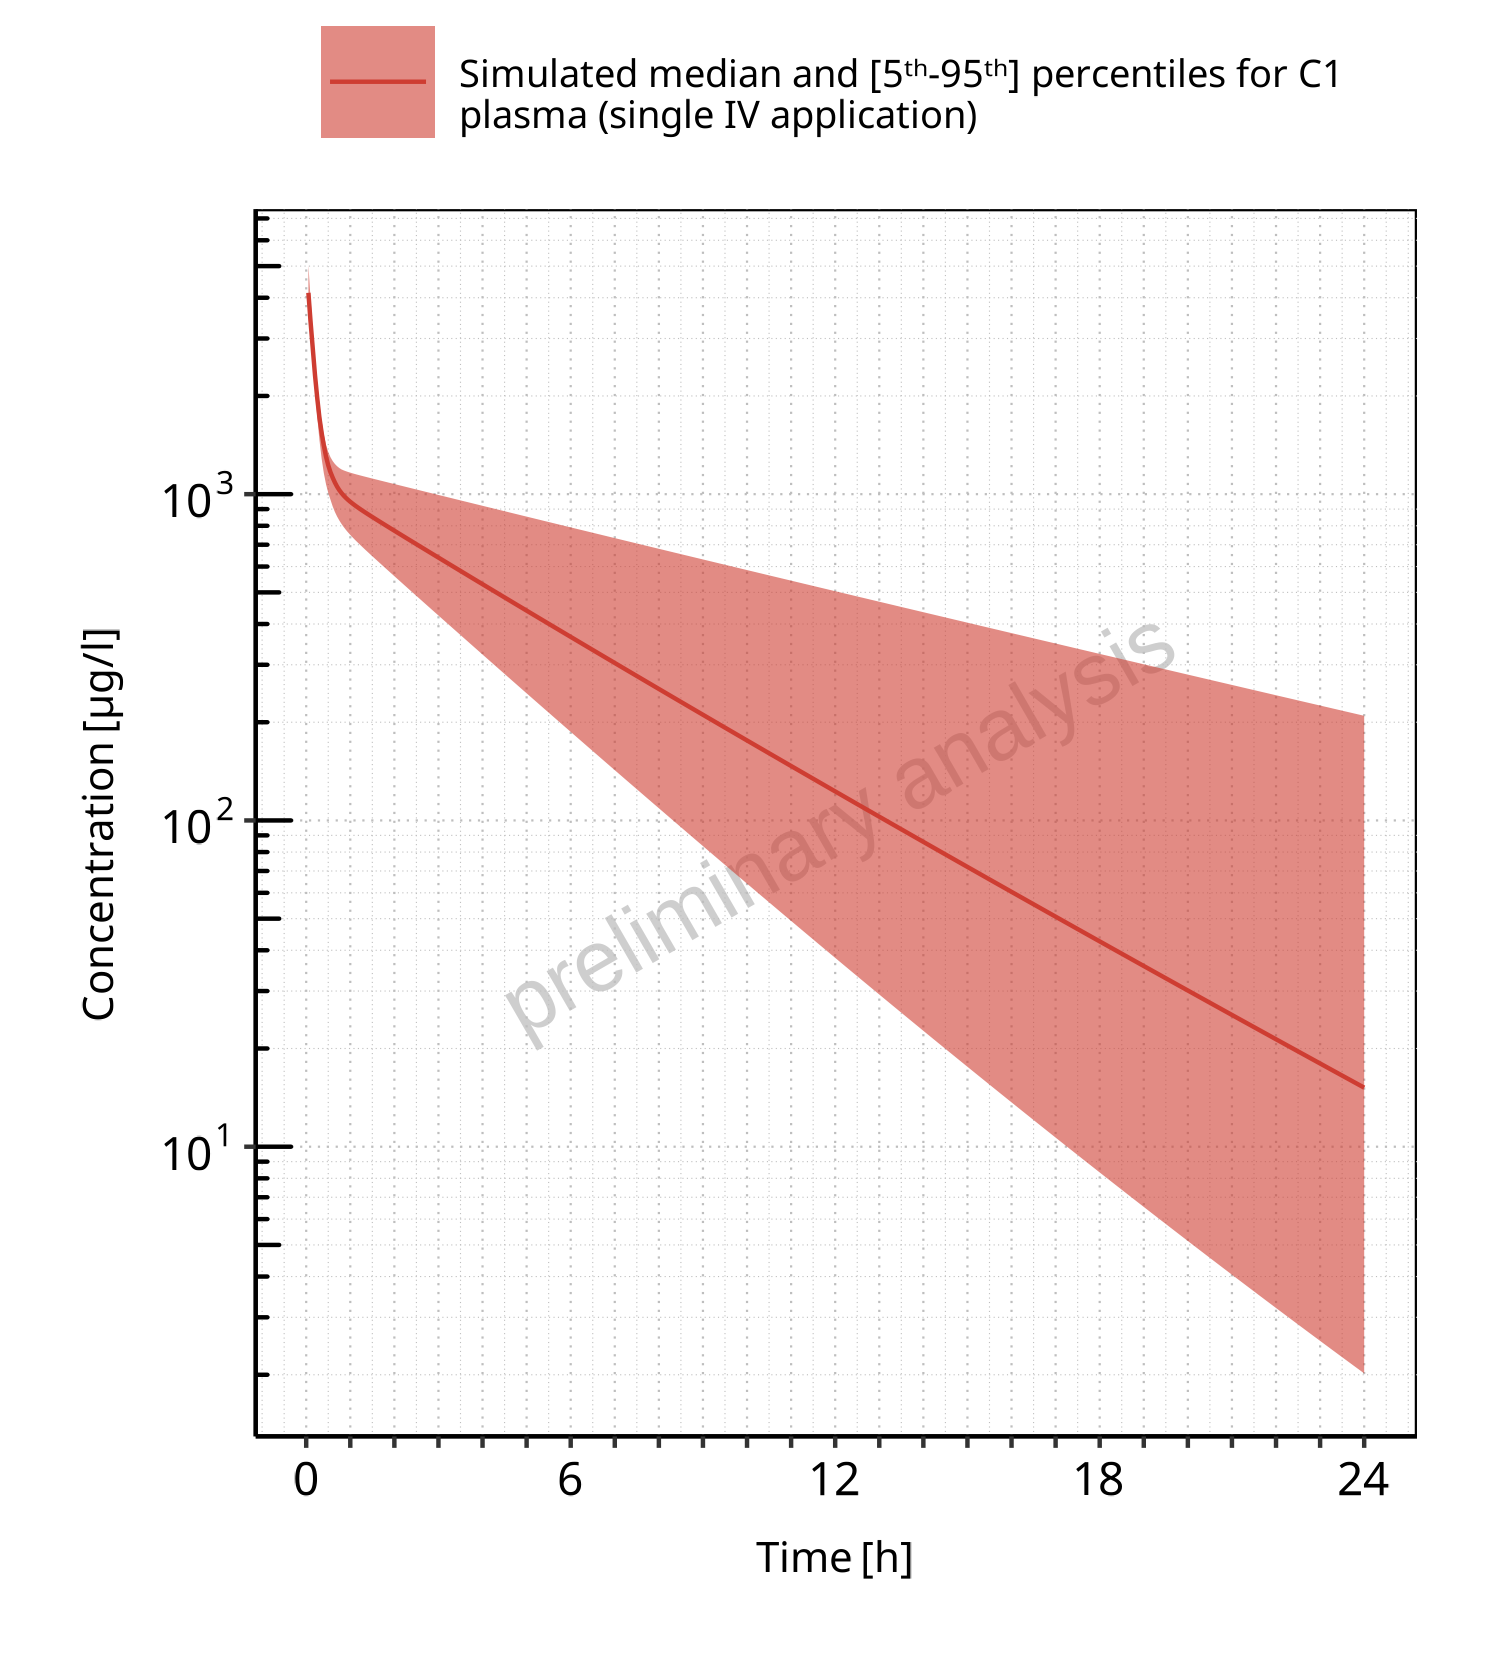 Simulated median and [5th-95th] percentiles for C1
plasma (single IV application)
10³
10²
10¹
Concentration [µg/l]
preliminary analysis
0 6 12 18 24
Time [h]